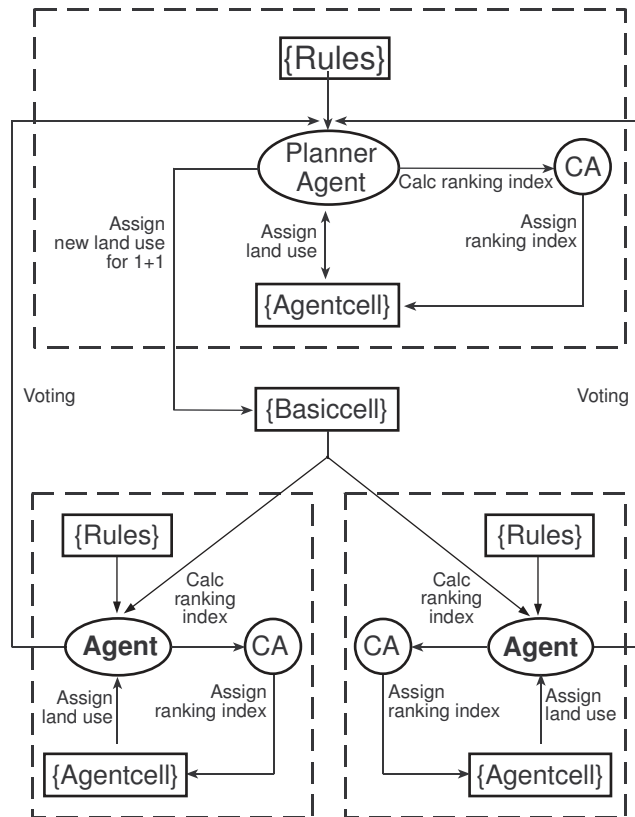 {Rules}
Planner
Agent
CA
Calc ranking index
Assign
new land use
for 1+1
Assign
land use
Assign
ranking index
{Agentcell}
Voting
{Basiccell}
Voting
{Rules}
Calc
ranking
index
Agent
CA
Assign
land use
Assign
ranking index
{Agentcell}
{Rules}
Calc
ranking
index
CA
Agent
Assign
ranking index
Assign
land use
{Agentcell}